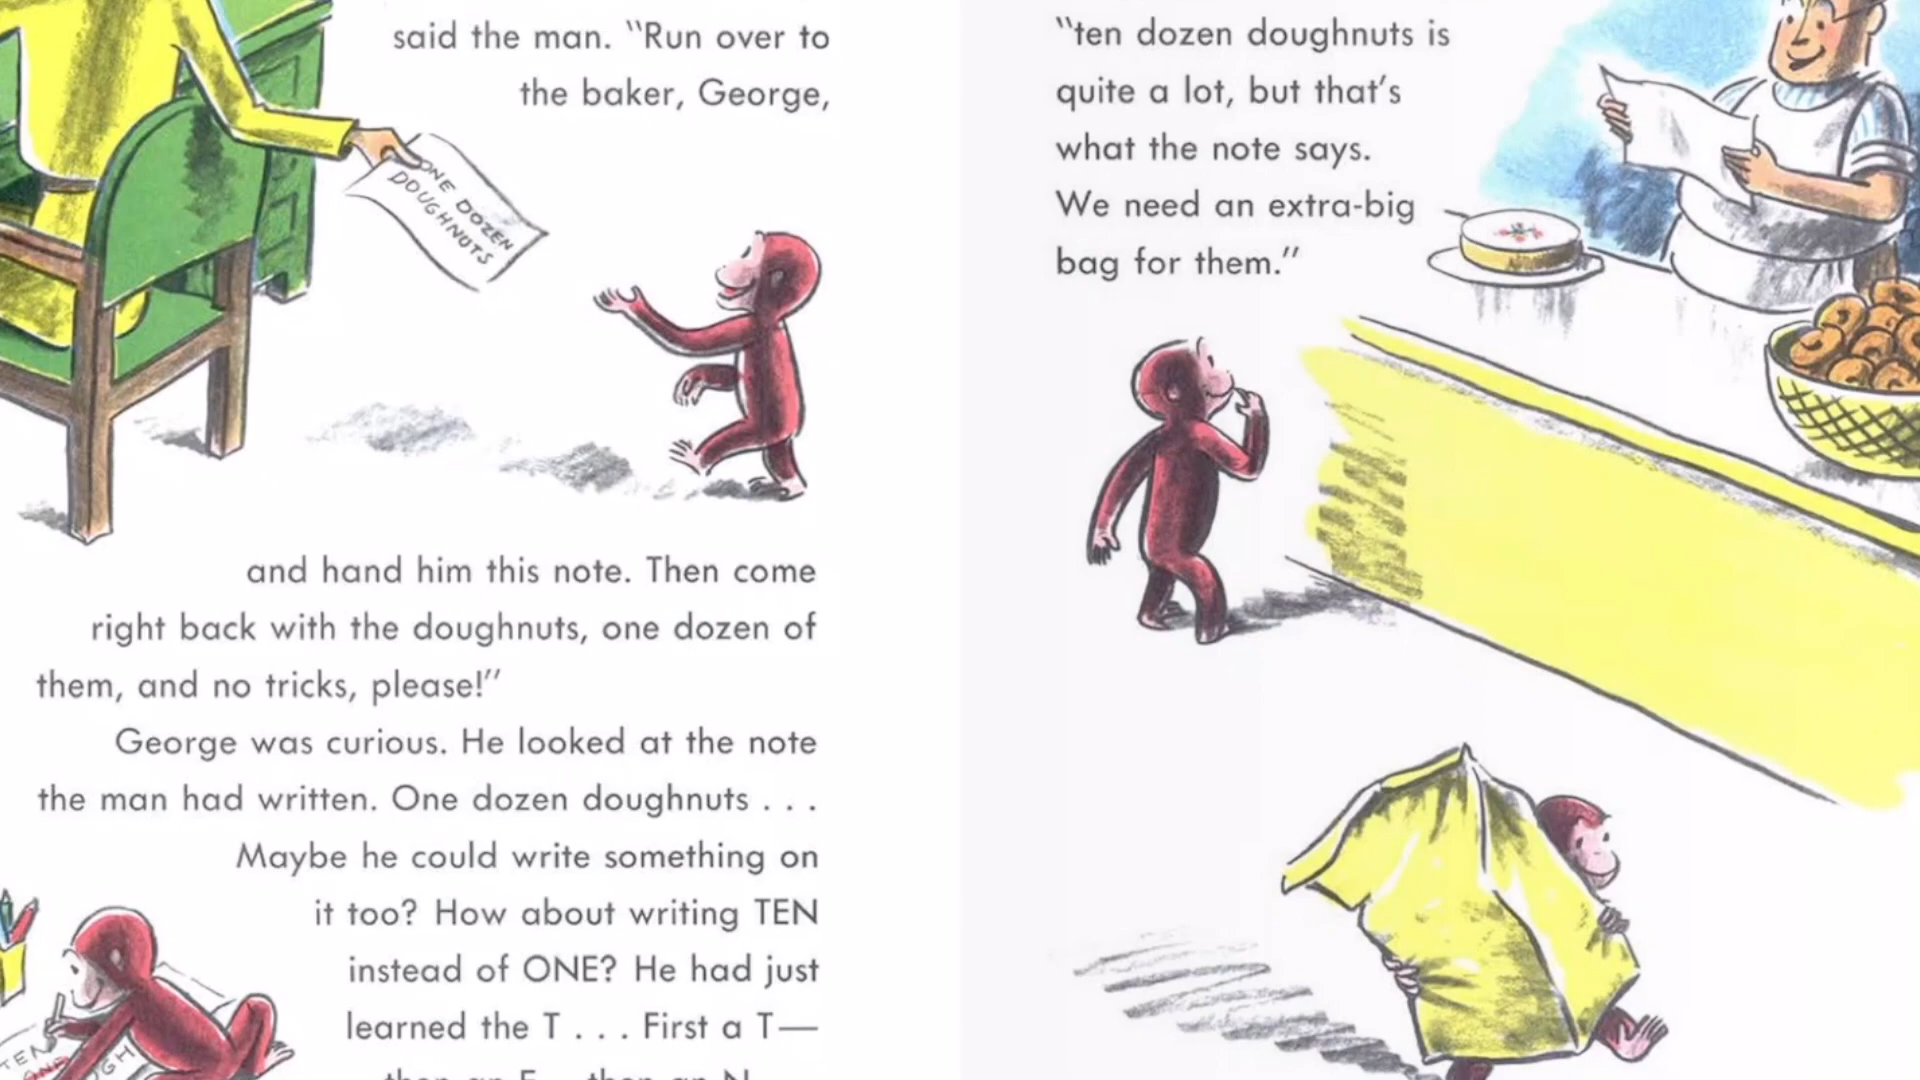 said the man. "Run over to
the baker, George,
ONE DOZEN
DOUGHNUTS
and hand him this note. Then come
right back with the doughnuts, one dozen of
them, and no tricks, please!"
George was curious. He looked at the note
the man had written. One dozen doughnuts . . .
Maybe he could write something on
it too? How about writing TEN
instead of ONE? He had just
learned the T . . . First a T—
TEN
"ten dozen doughnuts is
quite a lot, but that's
what the note says.
We need an extra-big
bag for them."